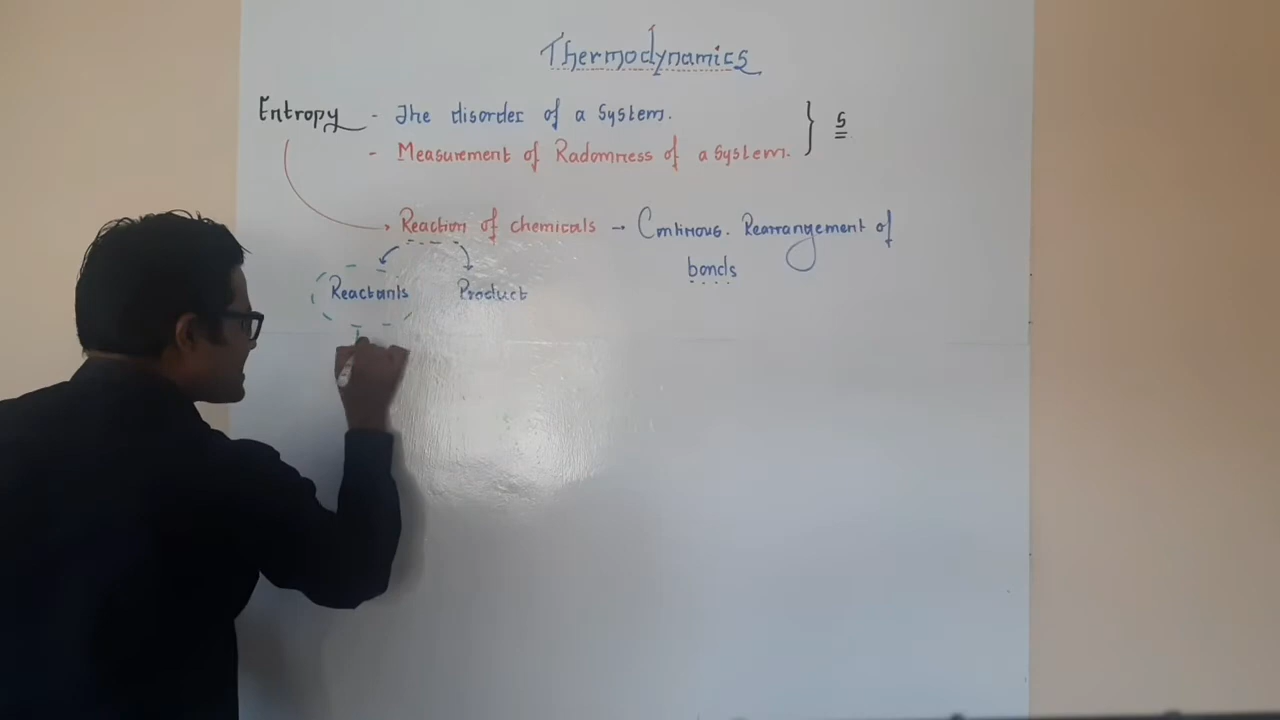 Thermodynamics
Entropy - The disorder of a System. } S
- Measurement of Radomness of a System.
Reaction of chemicals → Continous. Rearrangement of
bonds
Reactants Product